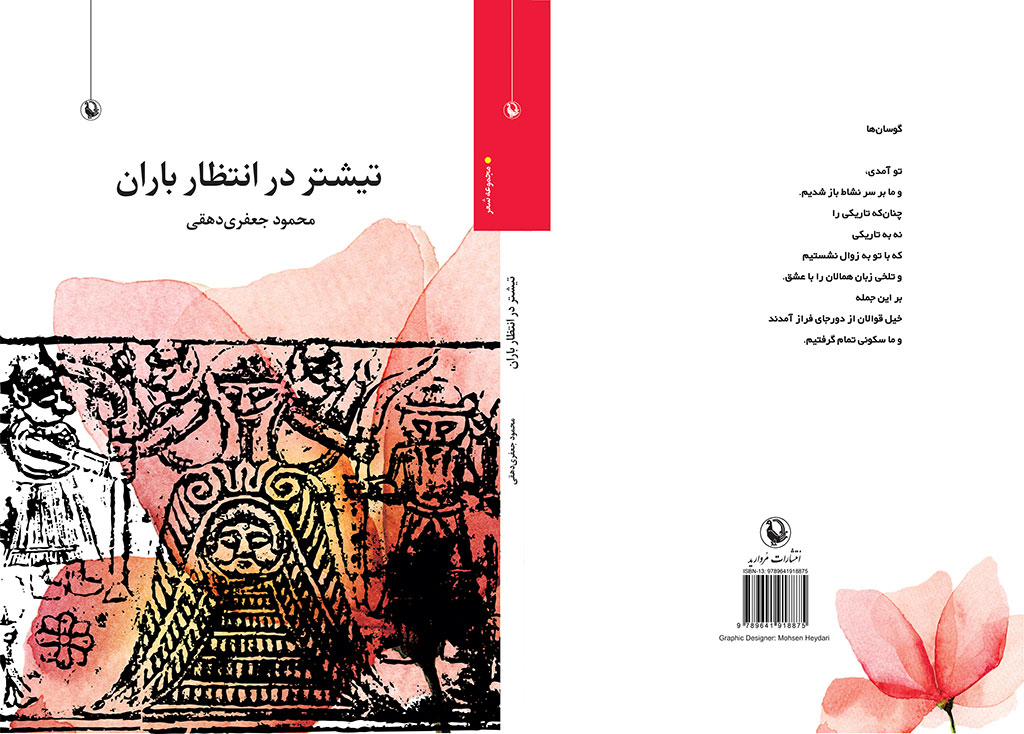 تیشتر در انتظار باران
محمود جعفری‌دهقی
مجموعه شعر
تیشتر در انتظار باران
محمود جعفری‌دهقی
گوسان‌ها
تو آمدی،
و ما بر سر نشاط باز شدیم.
چنان‌که تاریکی را
نه به تاریکی
که با تو به زوال نشستیم
و تلخی زبان همالان را با عشق.
بر این جمله
خیل قوالان از دورجای فراز آمدند
و ما سکونی تمام گرفتیم.
انتشارات مروارید
ISBN-13: 9789641918875
9 789641 918875
Graphic Designer: Mohsen Heydari